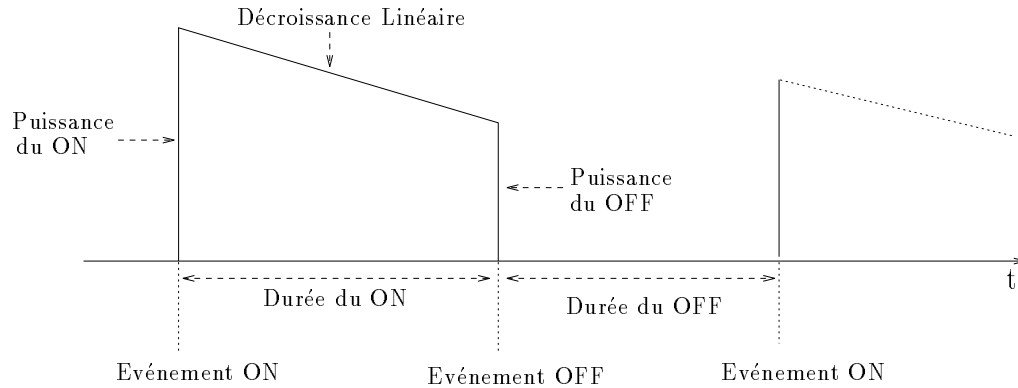 Décroissance Linéaire
Puissance
du ON
Puissance
du OFF
t
Durée du ON
Durée du OFF
Evénement ON
Evénement OFF
Evénement ON